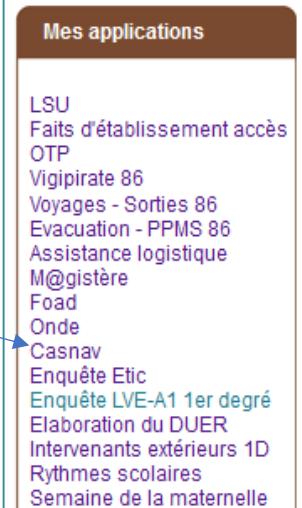 Mes applications
LSU
Faits d'établissement accès
OTP
Vigipirate 86
Voyages - Sorties 86
Evacuation - PPMS 86
Assistance logistique
M@gistère
Foad
Onde
Casnav
Enquête Etic
Enquête LVE-A1 1er degré
Elaboration du DUER
Intervenants extérieurs 1D
Rythmes scolaires
Semaine de la maternelle